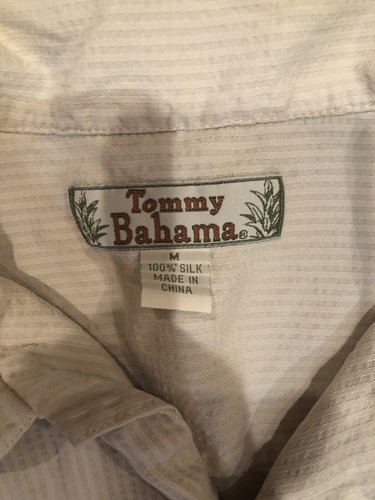 Tommy
Bahama®
M
100% SILK
MADE IN
CHINA